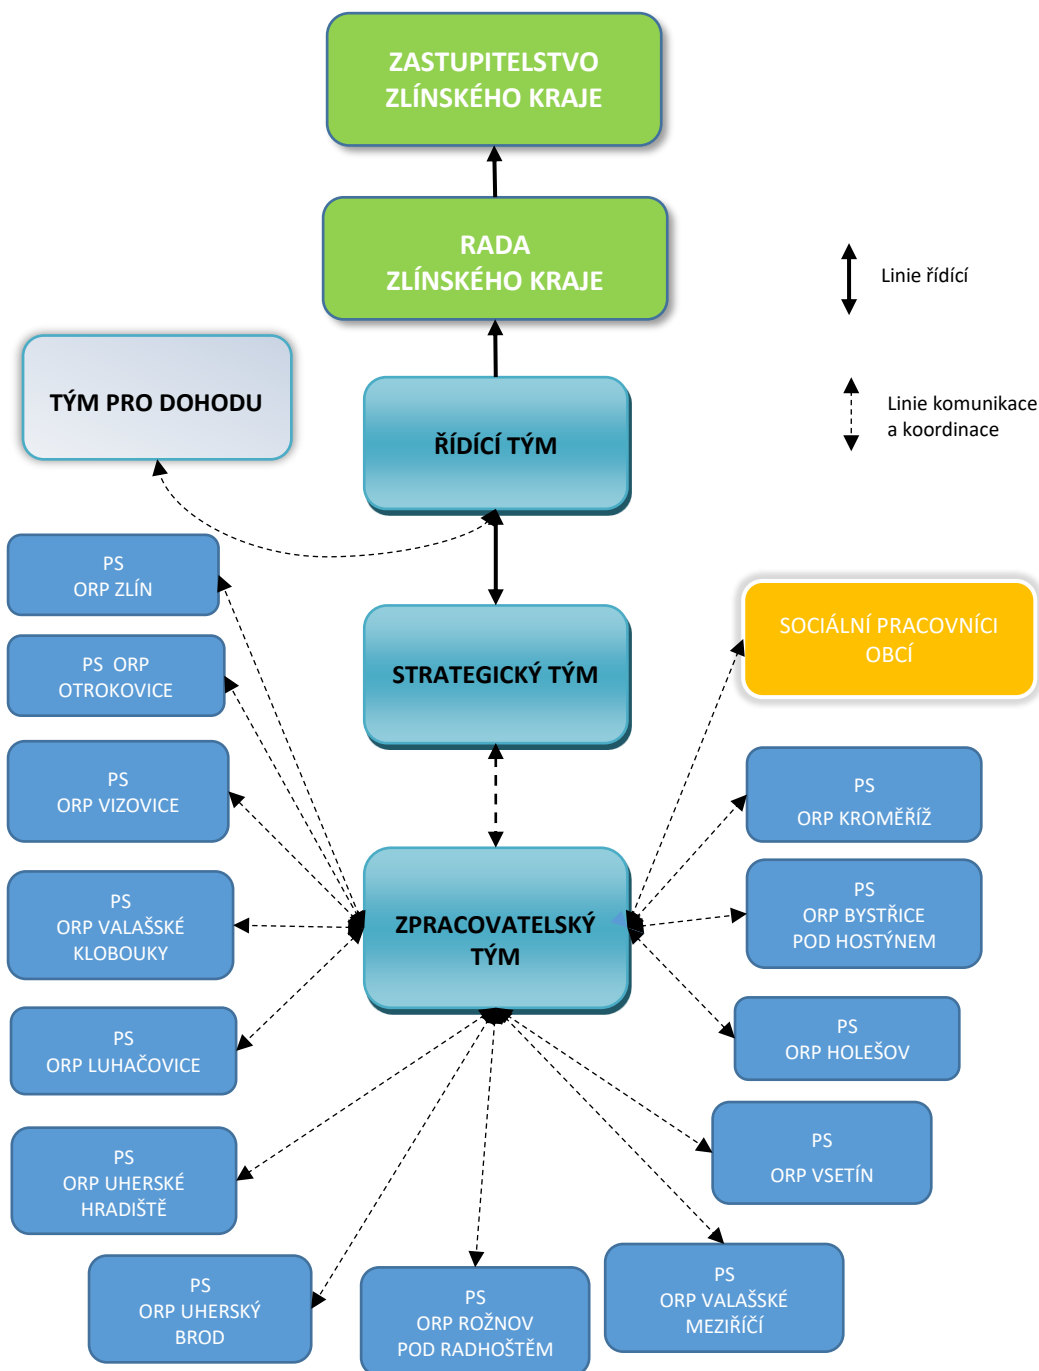 ZASTUPITELSTVO
ZLÍNSKÉHO KRAJE
RADA
ZLÍNSKÉHO KRAJE
Linie řídící
TÝM PRO DOHODU
ŘÍDÍCÍ TÝM
Linie komunikace
a koordinace
PS
ORP ZLÍN
PS ORP
OTROKOVICE
STRATEGICKÝ TÝM
SOCIÁLNÍ PRACOVNÍCI
OBCÍ
PS
ORP VIZOVICE
PS
ORP KROMĚŘÍŽ
PS
ORP VALAŠSKÉ
KLOBOUKY
ZPRACOVATELSKÝ
TÝM
PS
ORP BYSTŘICE
POD HOSTÝNEM
PS
ORP LUHAČOVICE
PS
ORP HOLEŠOV
PS
ORP UHERSKÉ
HRADIŠTĚ
PS
ORP VSETÍN
PS
ORP UHERSKÝ
BROD
PS
ORP ROŽNOV
POD RADHOŠTĚM
PS
ORP VALAŠSKÉ
MEZIŘÍČÍ